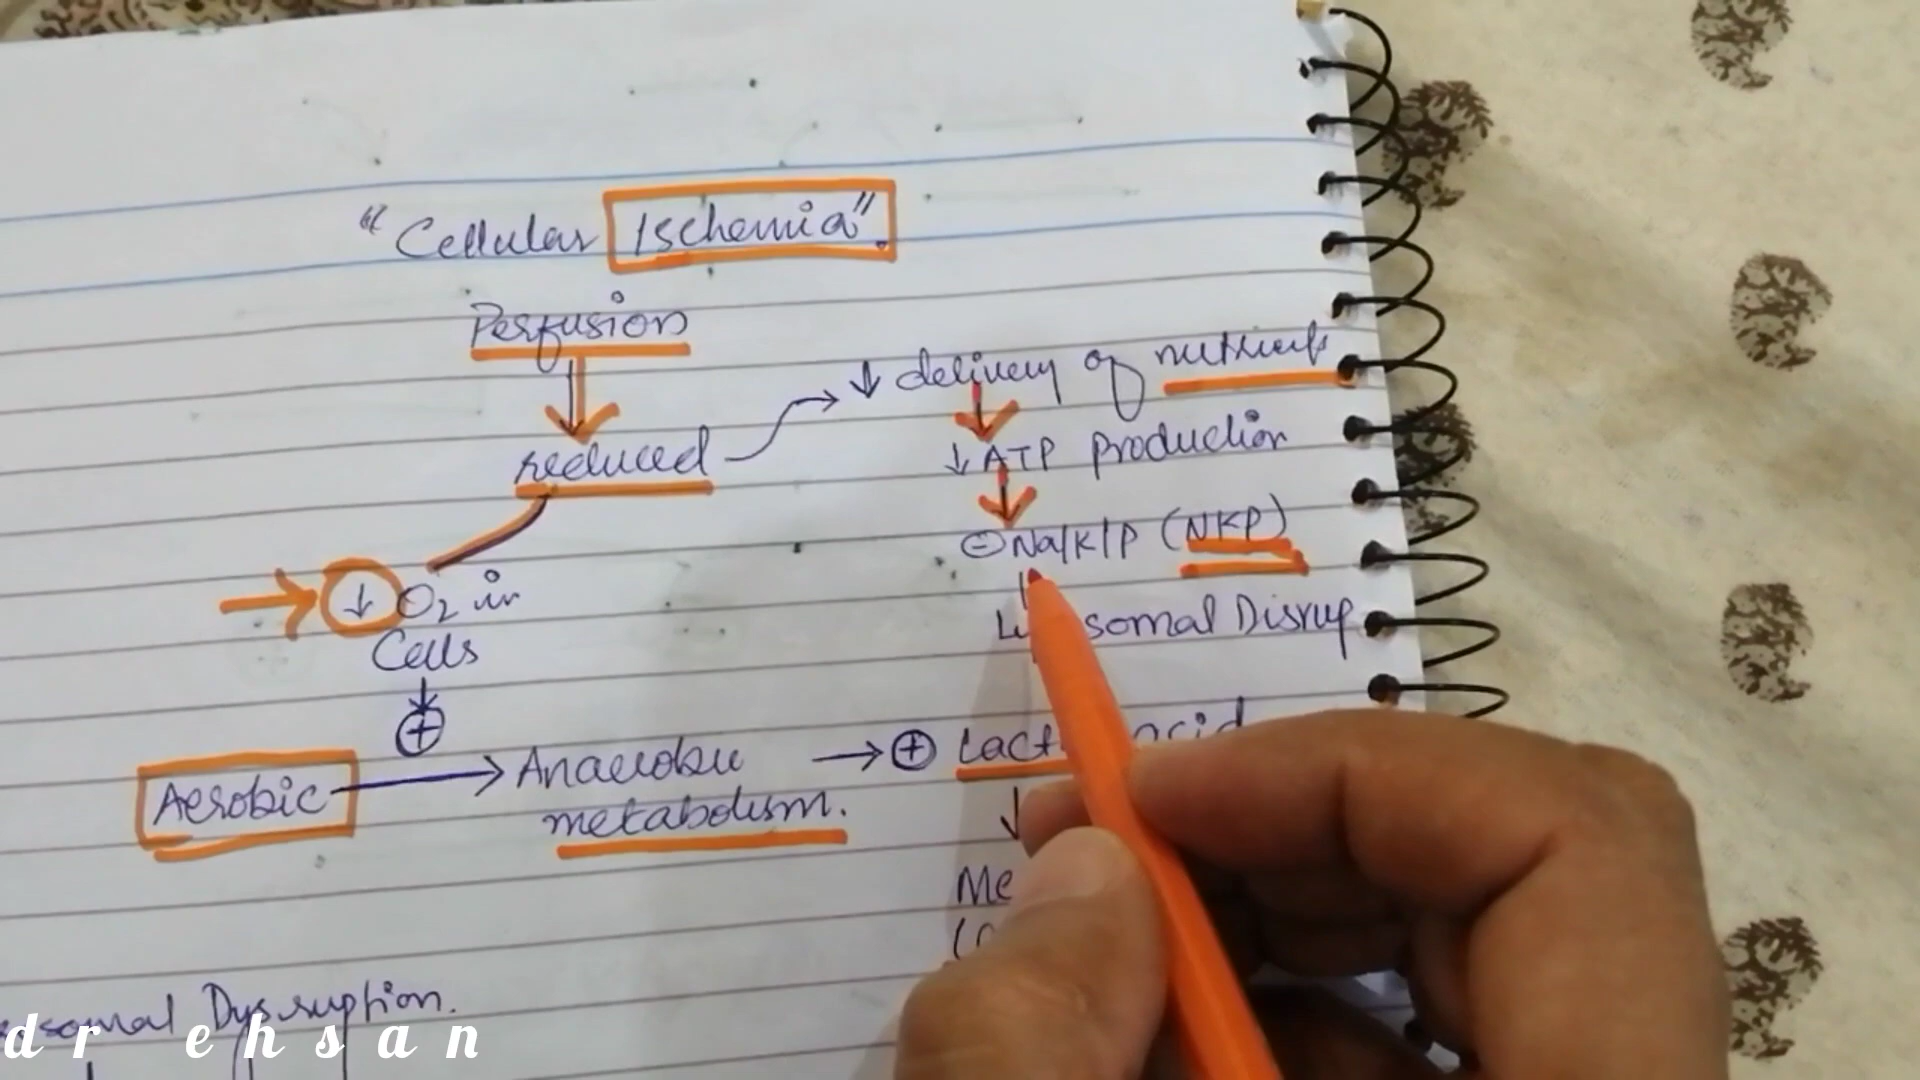 "Cellular Ischemia".
Perfusion
reduced
↓ delivery of nutrients
↓ ATP production
⊖ Na/K/P (NKP)
somal Disrup
↓ O₂ in
Cells
⊕
Aerobic → Anaerobic
metabolism.
→ ⊕ Lact acid
↓
Me
somal Dysruption.
dr ehsan